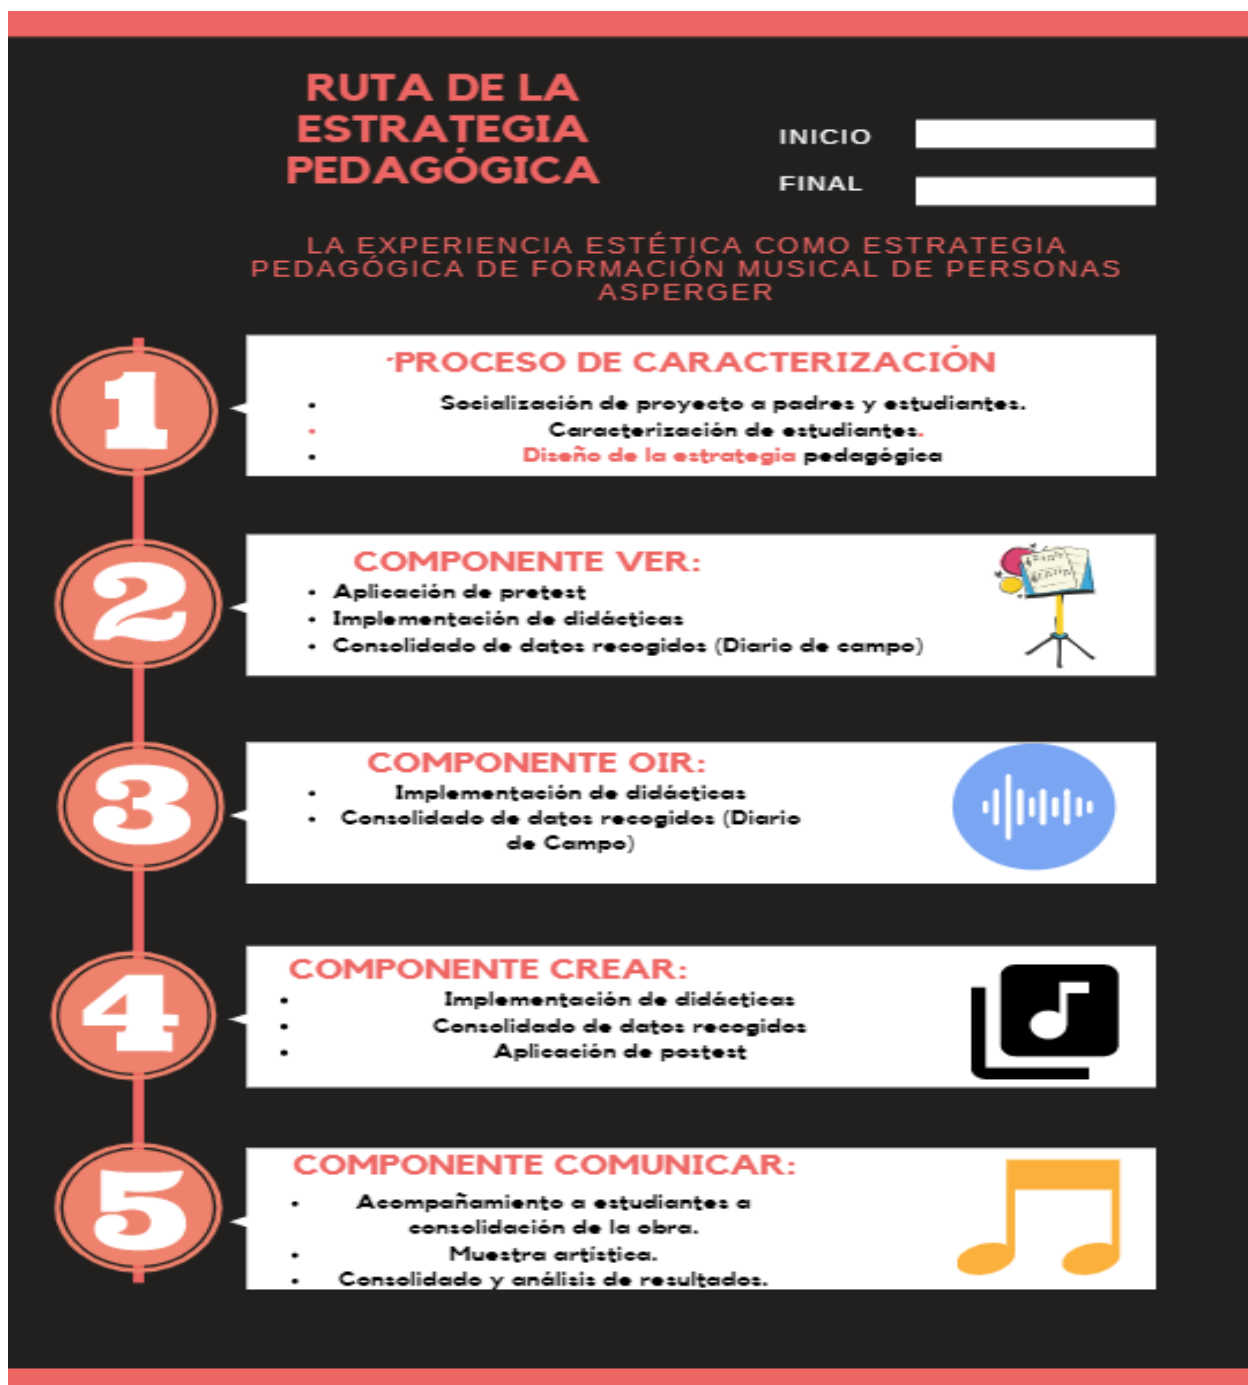 RUTA DE LA
ESTRATEGIA
PEDAGÓGICA
INICIO
FINAL
LA EXPERIENCIA ESTÉTICA COMO ESTRATEGIA
PEDAGÓGICA DE FORMACIÓN MUSICAL DE PERSONAS
ASPERGER
1
PROCESO DE CARACTERIZACIÓN
• Socialización de proyecto a padres y estudiantes.
• Caracterización de estudiantes.
• Diseño de la estrategia pedagógica
2
COMPONENTE VER:
• Aplicación de pretest
• Implementación de didácticas
• Consolidado de datos recogidos (Diario de campo)
3
COMPONENTE OIR:
• Implementación de didácticas
• Consolidado de datos recogidos (Diario
de Campo)
4
COMPONENTE CREAR:
• Implementación de didácticas
• Consolidado de datos recogidos
• Aplicación de postest
5
COMPONENTE COMUNICAR:
• Acompañamiento a estudiantes a
consolidación de la obra.
• Muestra artística.
• Consolidado y análisis de resultados.